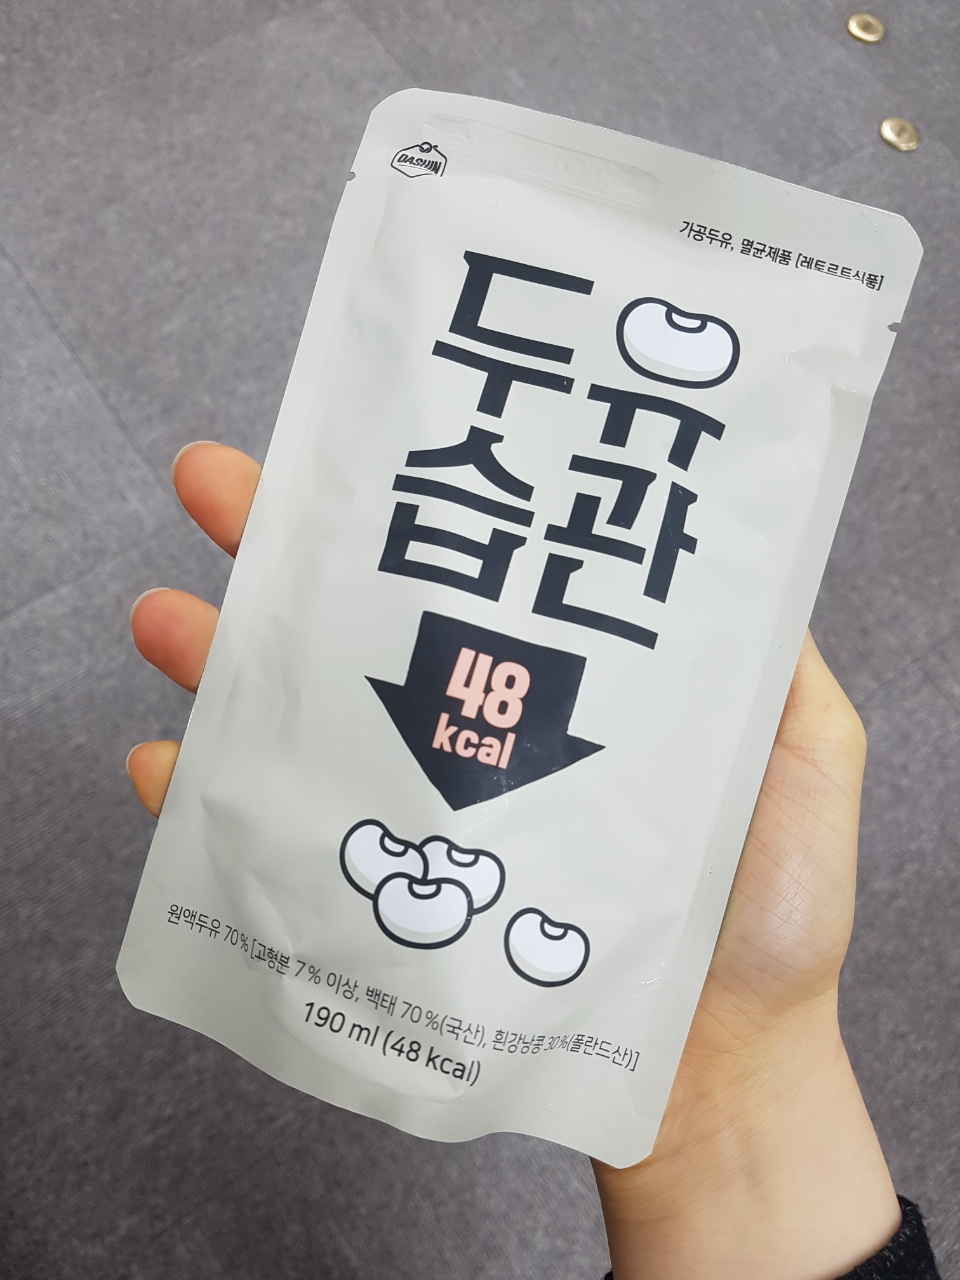 DASHIN
가공두유, 멸균제품 [레토르트식품]
두유
습관
48
kcal
원액두유 70%[고형분 7% 이상, 백태 70%(국산), 흰강낭콩 30%(폴란드산)]
190 ml (48 kcal)